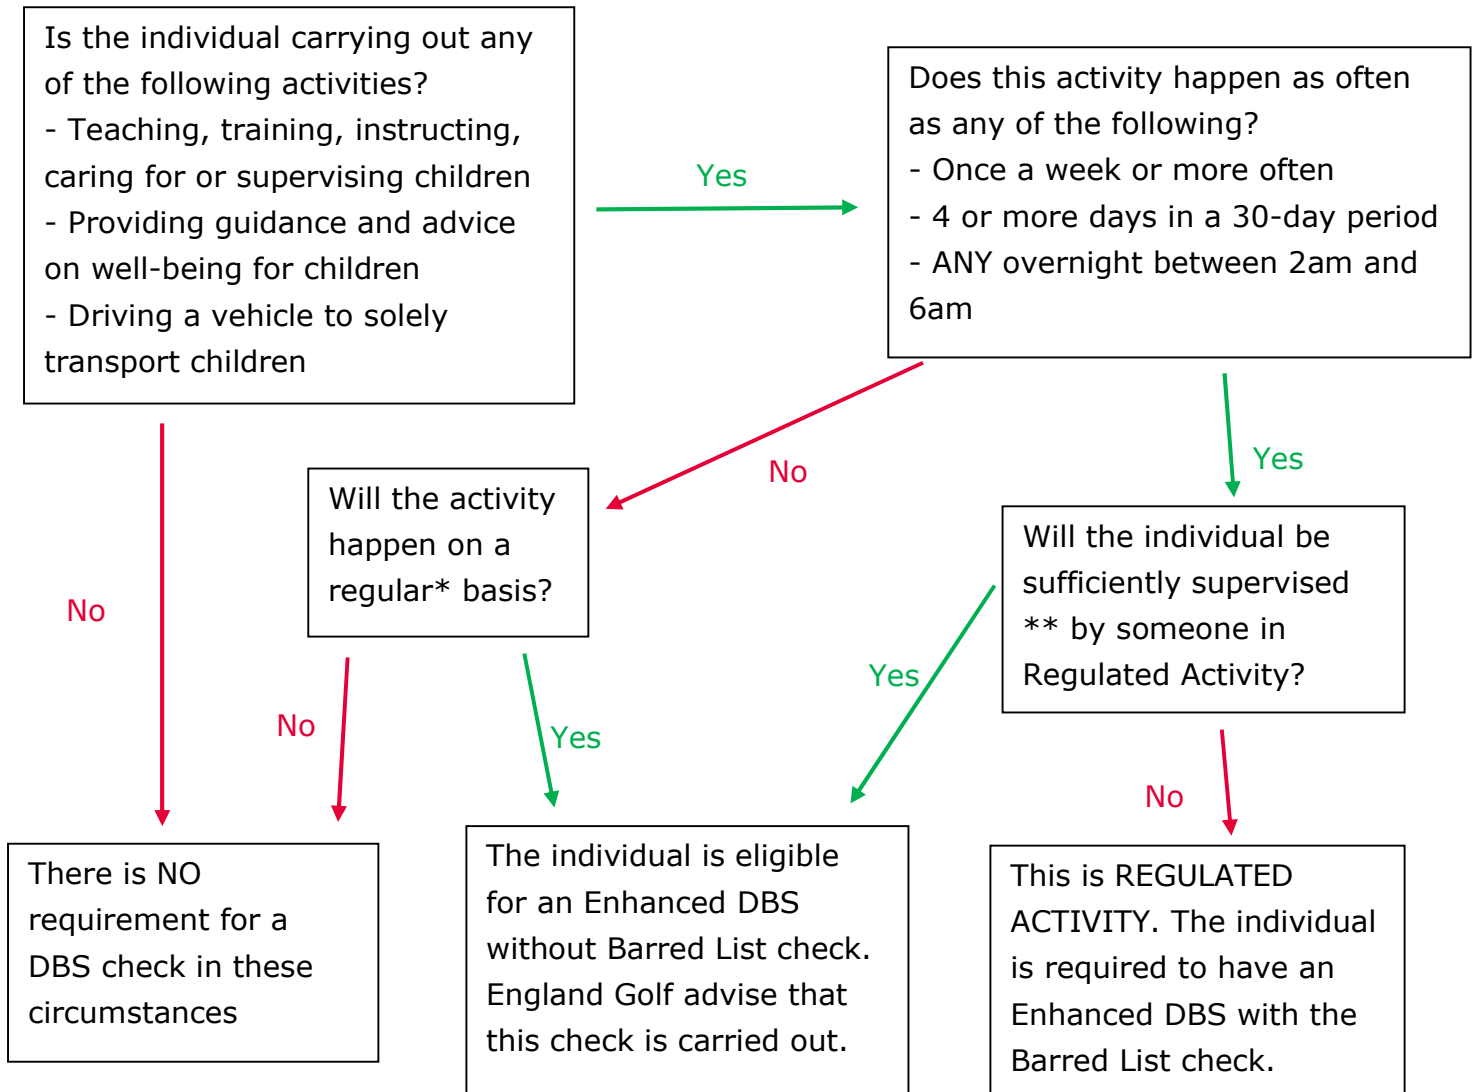 Is the individual carrying out any
of the following activities?
- Teaching, training, instructing,
caring for or supervising children
- Providing guidance and advice
on well-being for children
- Driving a vehicle to solely
transport children
Yes
Does this activity happen as often
as any of the following?
- Once a week or more often
- 4 or more days in a 30-day period
- ANY overnight between 2am and
6am
No
No
Yes
Will the activity
happen on a
regular* basis?
Will the individual be
sufficiently supervised
** by someone in
Regulated Activity?
No
Yes
Yes
No
There is NO
requirement for a
DBS check in these
circumstances
The individual is eligible
for an Enhanced DBS
without Barred List check.
England Golf advise that
this check is carried out.
This is REGULATED
ACTIVITY. The individual
is required to have an
Enhanced DBS with the
Barred List check.